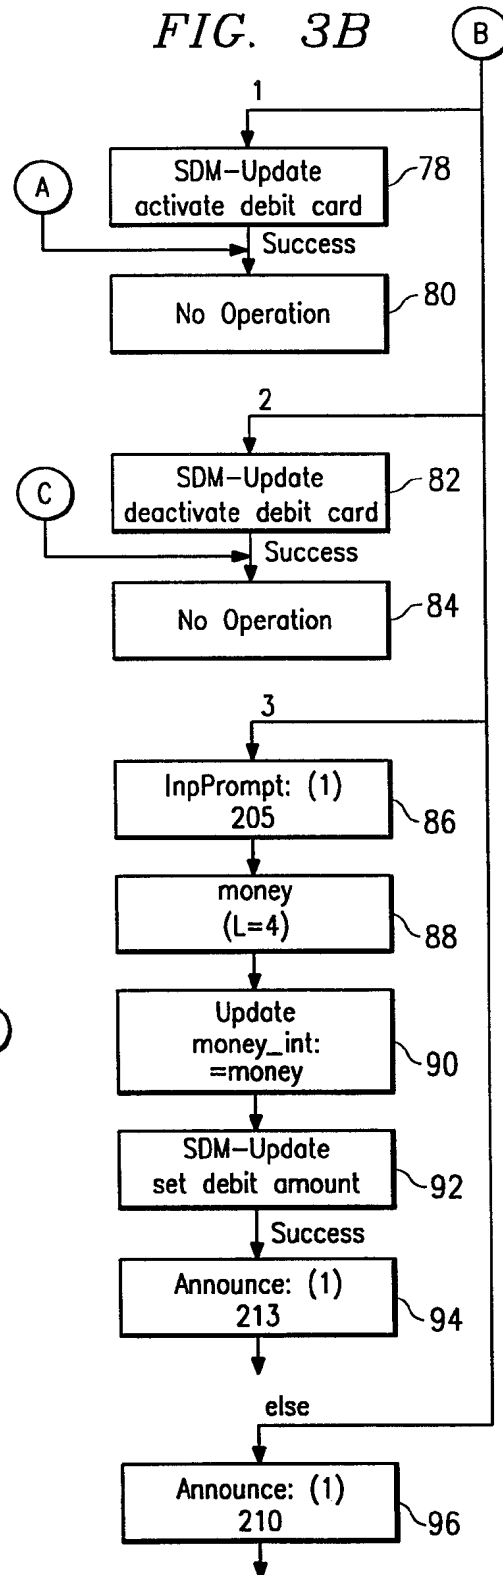 FIG. 3B
B
1
SDM-Update
activate debit card
78
A
Success
No Operation
80
2
SDM-Update
deactivate debit card
82
C
Success
No Operation
84
3
InpPrompt: (1)
205
86
money
(L=4)
88
Update
money_int:
=money
90
SDM-Update
set debit amount
92
Success
Announce: (1)
213
94
else
Announce: (1)
210
96